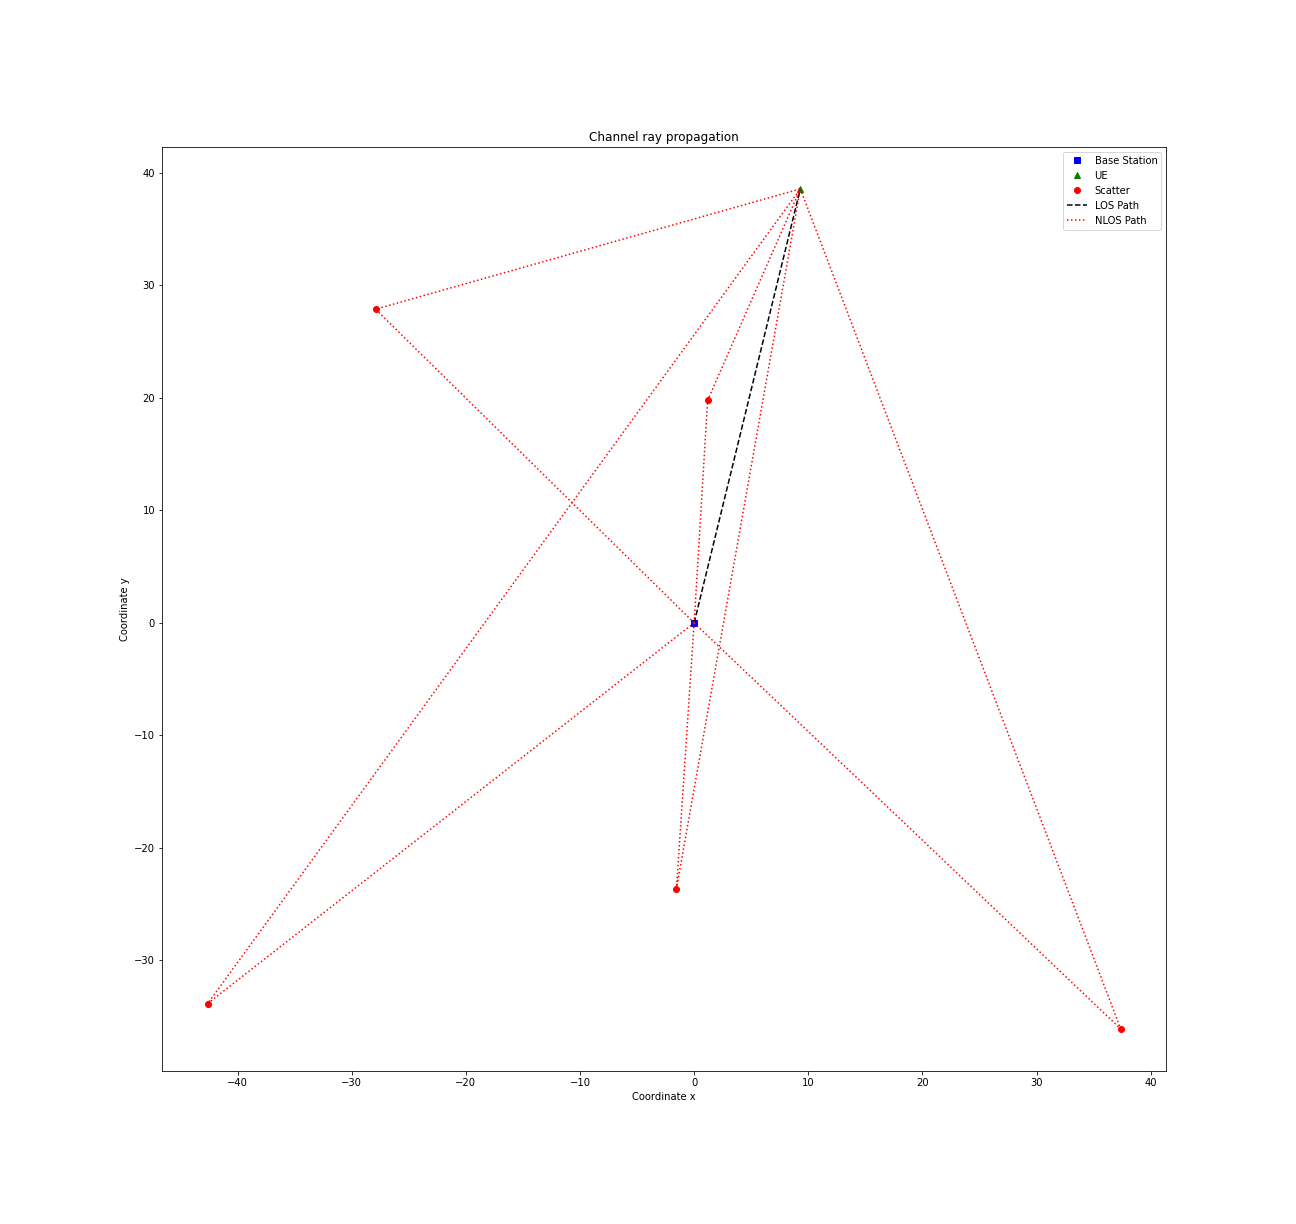 Channel ray propagation
Base Station
UE
Scatter
LOS Path
NLOS Path
40
30
20
10
0
−10
−20
−30
Coordinate y
−40
−30
−20
−10
0
10
20
30
40
Coordinate x